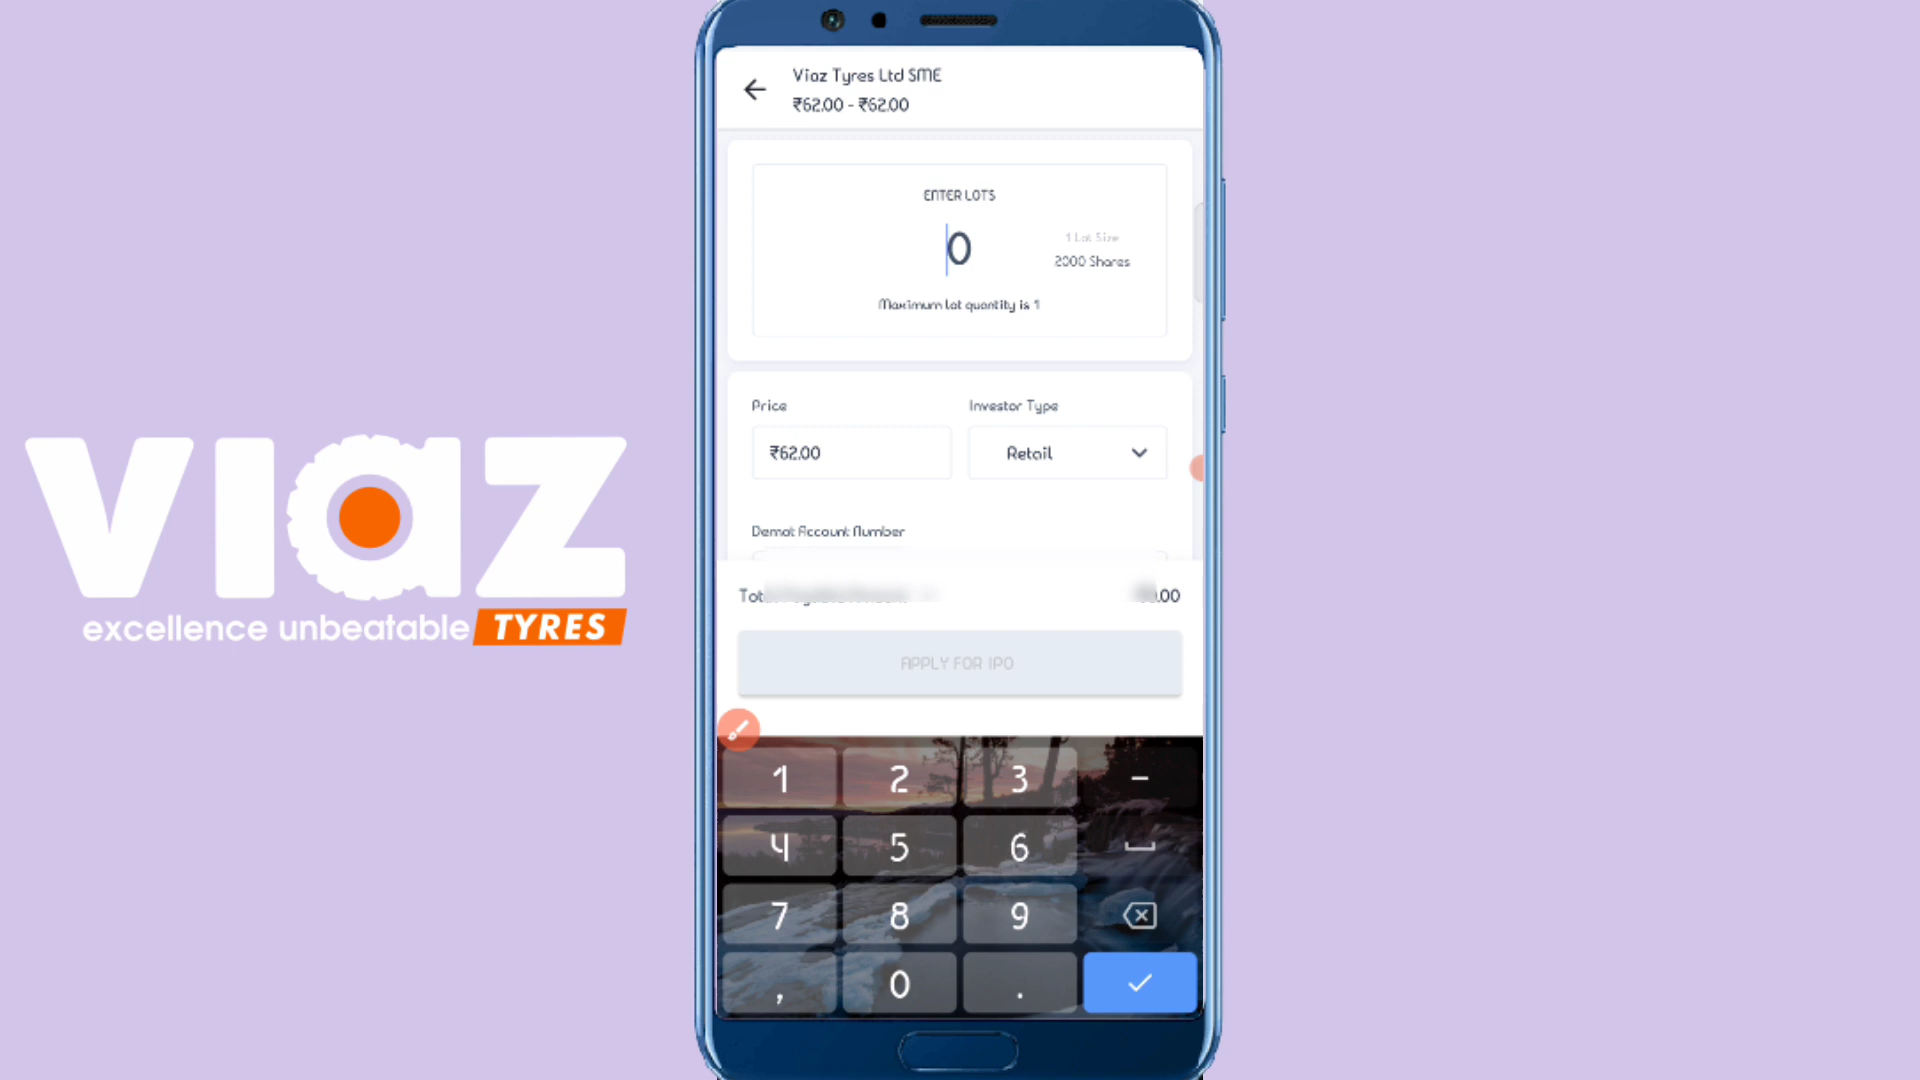 Viaz Tyres Ltd SME
₹62.00 - ₹62.00
ENTER LOTS
0
1 Lot Size
2000 Shares
Maximum lot quantity is 1
Price
Investor Type
₹62.00
Retail
Demat Account Number
APPLY FOR IPO
VIAZ
excellence unbeatable TYRES
1 2 3 -
4 5 6
7 8 9
, 0 .